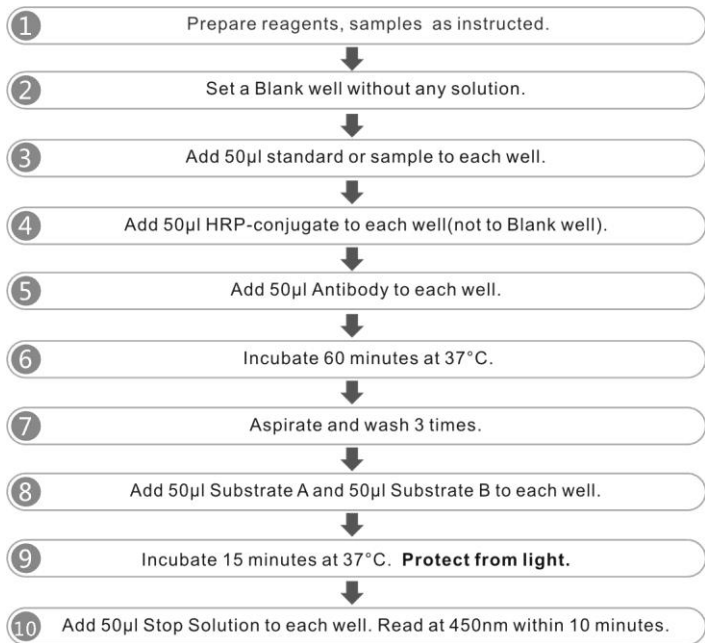 1 Prepare reagents, samples as instructed.
2 Set a Blank well without any solution.
3 Add 50μl standard or sample to each well.
4 Add 50μl HRP-conjugate to each well(not to Blank well).
5 Add 50μl Antibody to each well.
6 Incubate 60 minutes at 37°C.
7 Aspirate and wash 3 times.
8 Add 50μl Substrate A and 50μl Substrate B to each well.
9 Incubate 15 minutes at 37°C. Protect from light.
10 Add 50μl Stop Solution to each well. Read at 450nm within 10 minutes.